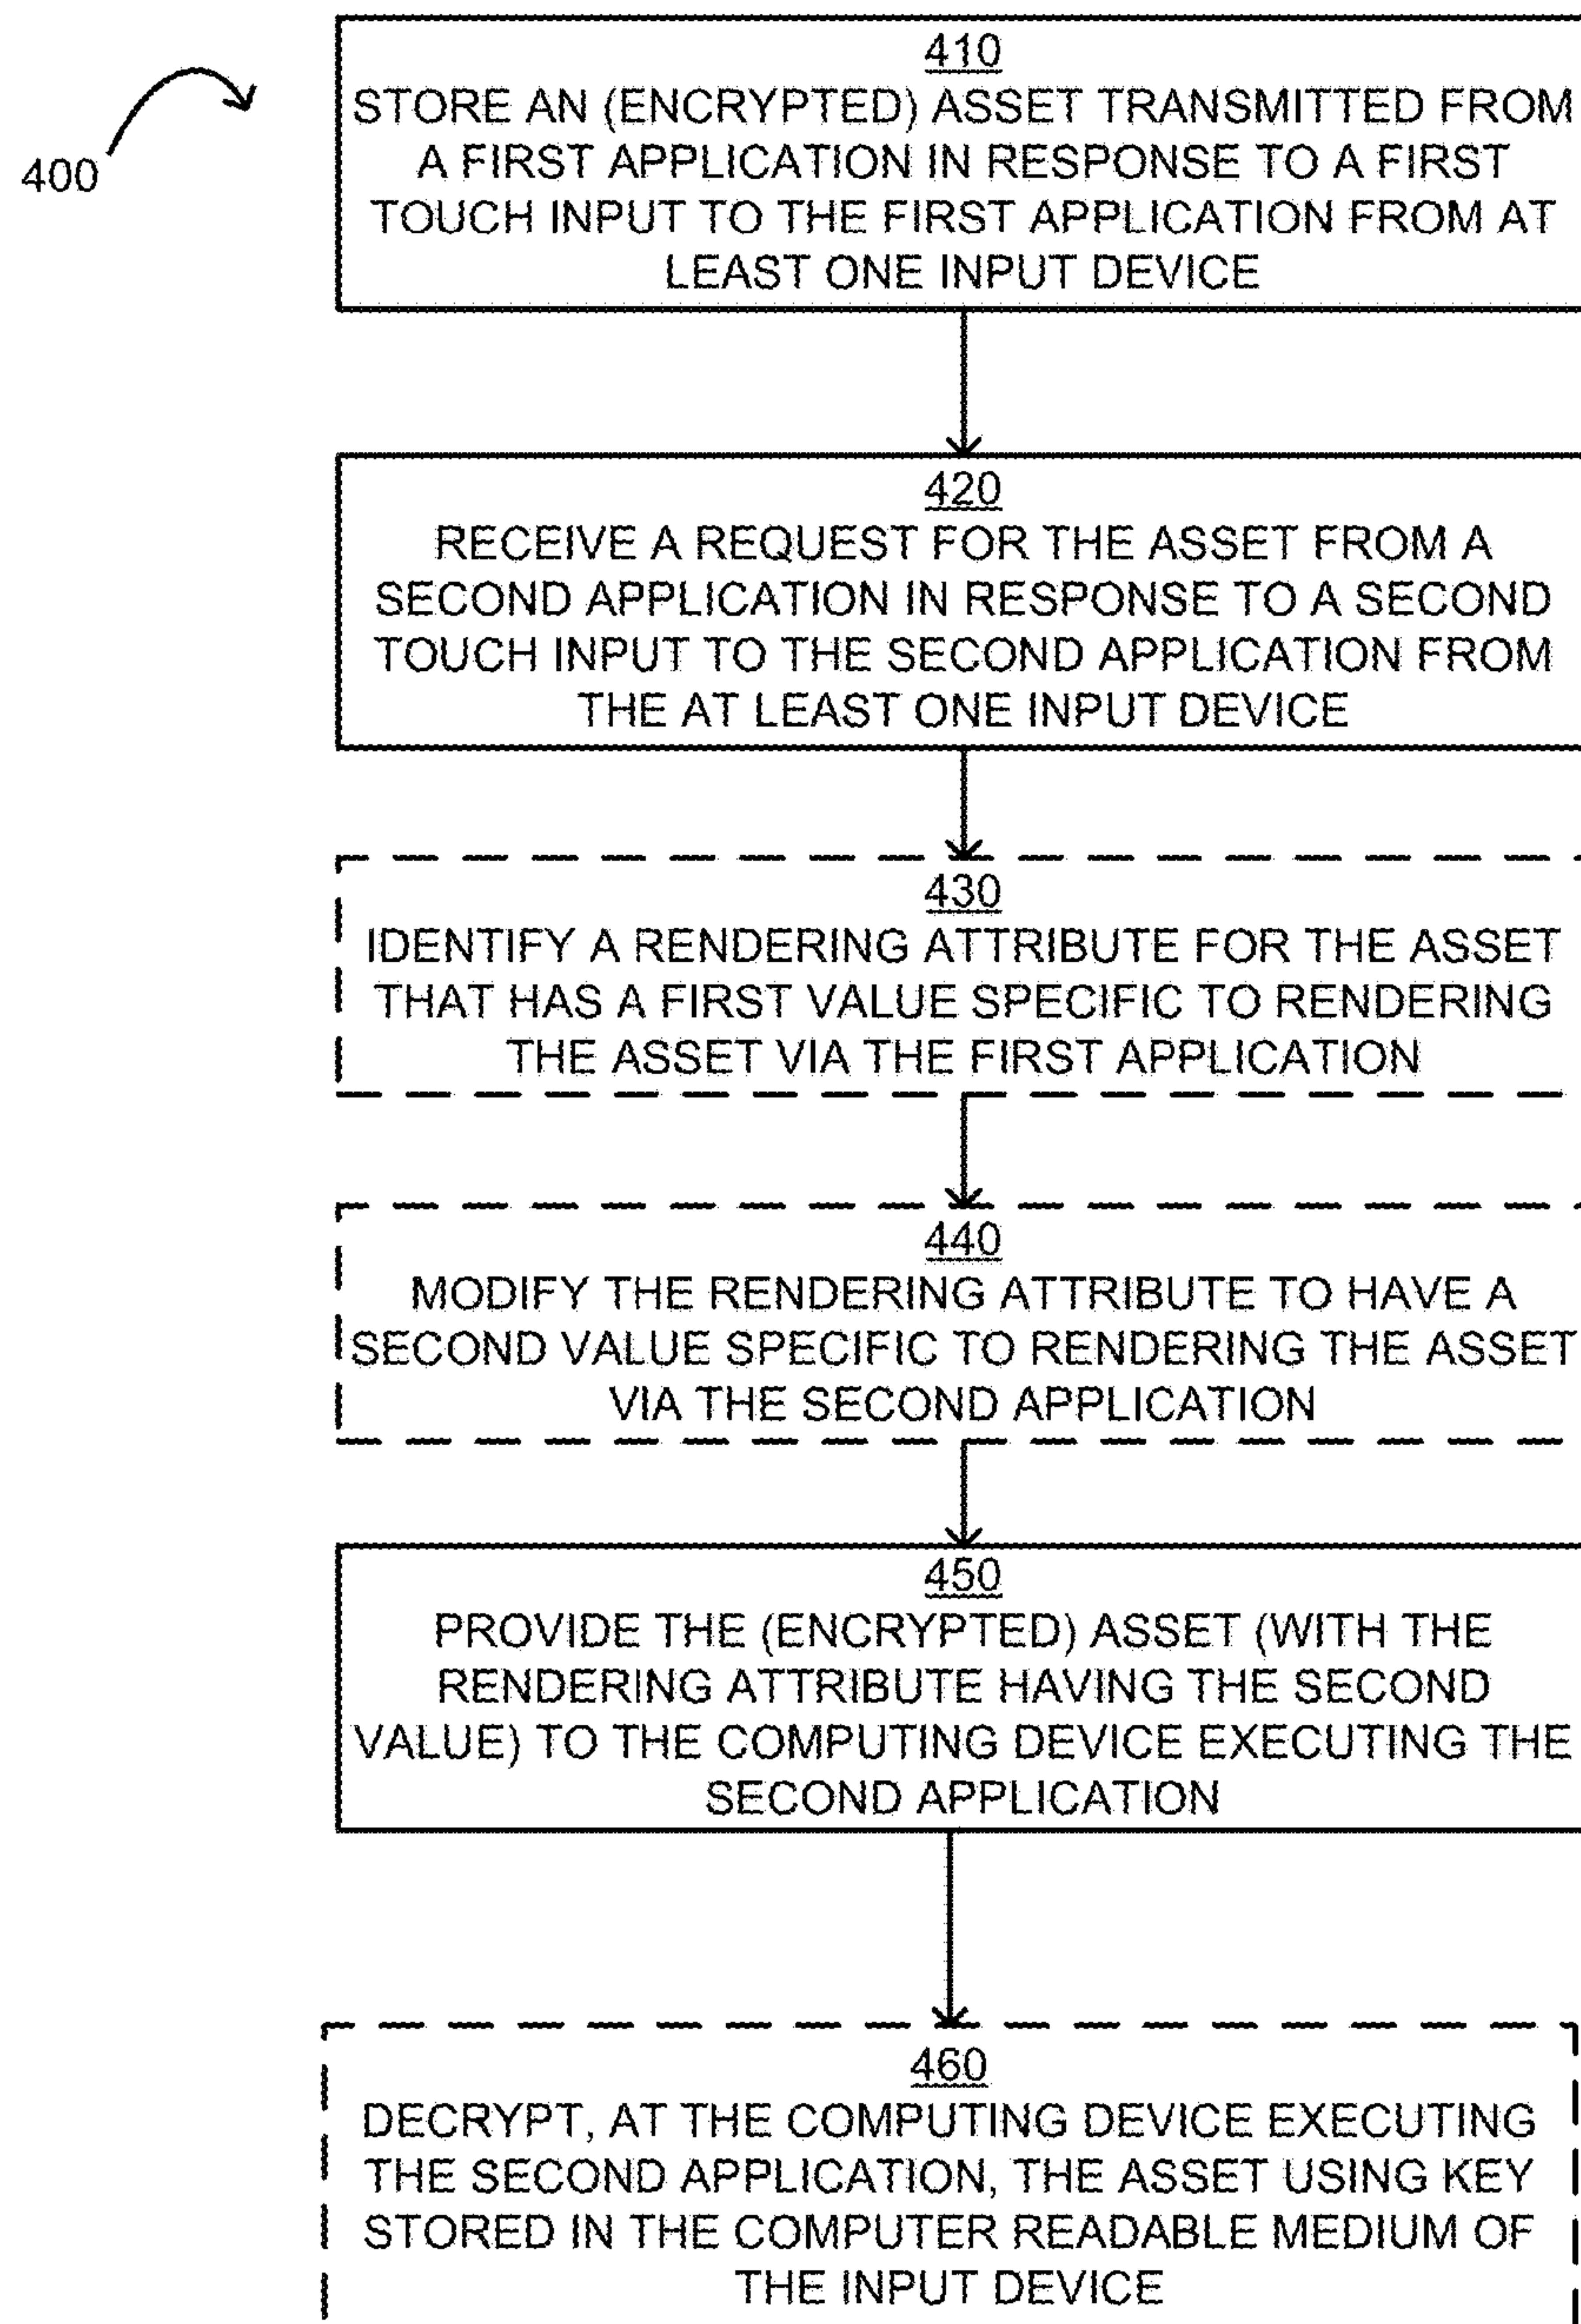 400
410
STORE AN (ENCRYPTED) ASSET TRANSMITTED FROM
A FIRST APPLICATION IN RESPONSE TO A FIRST
TOUCH INPUT TO THE FIRST APPLICATION FROM AT
LEAST ONE INPUT DEVICE
420
RECEIVE A REQUEST FOR THE ASSET FROM A
SECOND APPLICATION IN RESPONSE TO A SECOND
TOUCH INPUT TO THE SECOND APPLICATION FROM
THE AT LEAST ONE INPUT DEVICE
430
IDENTIFY A RENDERING ATTRIBUTE FOR THE ASSET
THAT HAS A FIRST VALUE SPECIFIC TO RENDERING
THE ASSET VIA THE FIRST APPLICATION
440
MODIFY THE RENDERING ATTRIBUTE TO HAVE A
SECOND VALUE SPECIFIC TO RENDERING THE ASSET
VIA THE SECOND APPLICATION
450
PROVIDE THE (ENCRYPTED) ASSET (WITH THE
RENDERING ATTRIBUTE HAVING THE SECOND
VALUE) TO THE COMPUTING DEVICE EXECUTING THE
SECOND APPLICATION
460
DECRYPT, AT THE COMPUTING DEVICE EXECUTING
THE SECOND APPLICATION, THE ASSET USING KEY
STORED IN THE COMPUTER READABLE MEDIUM OF
THE INPUT DEVICE